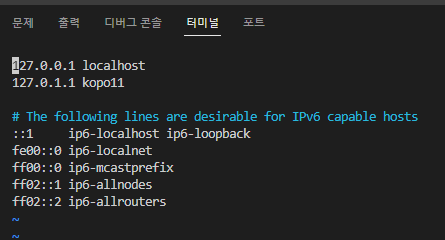 문제 출력 디버그 콘솔 터미널 포트
127.0.0.1 localhost
127.0.1.1 kopo11
# The following lines are desirable for IPv6 capable hosts
::1     ip6-localhost ip6-loopback
fe00::0 ip6-localnet
ff00::0 ip6-mcastprefix
ff02::1 ip6-allnodes
ff02::2 ip6-allrouters
~
~